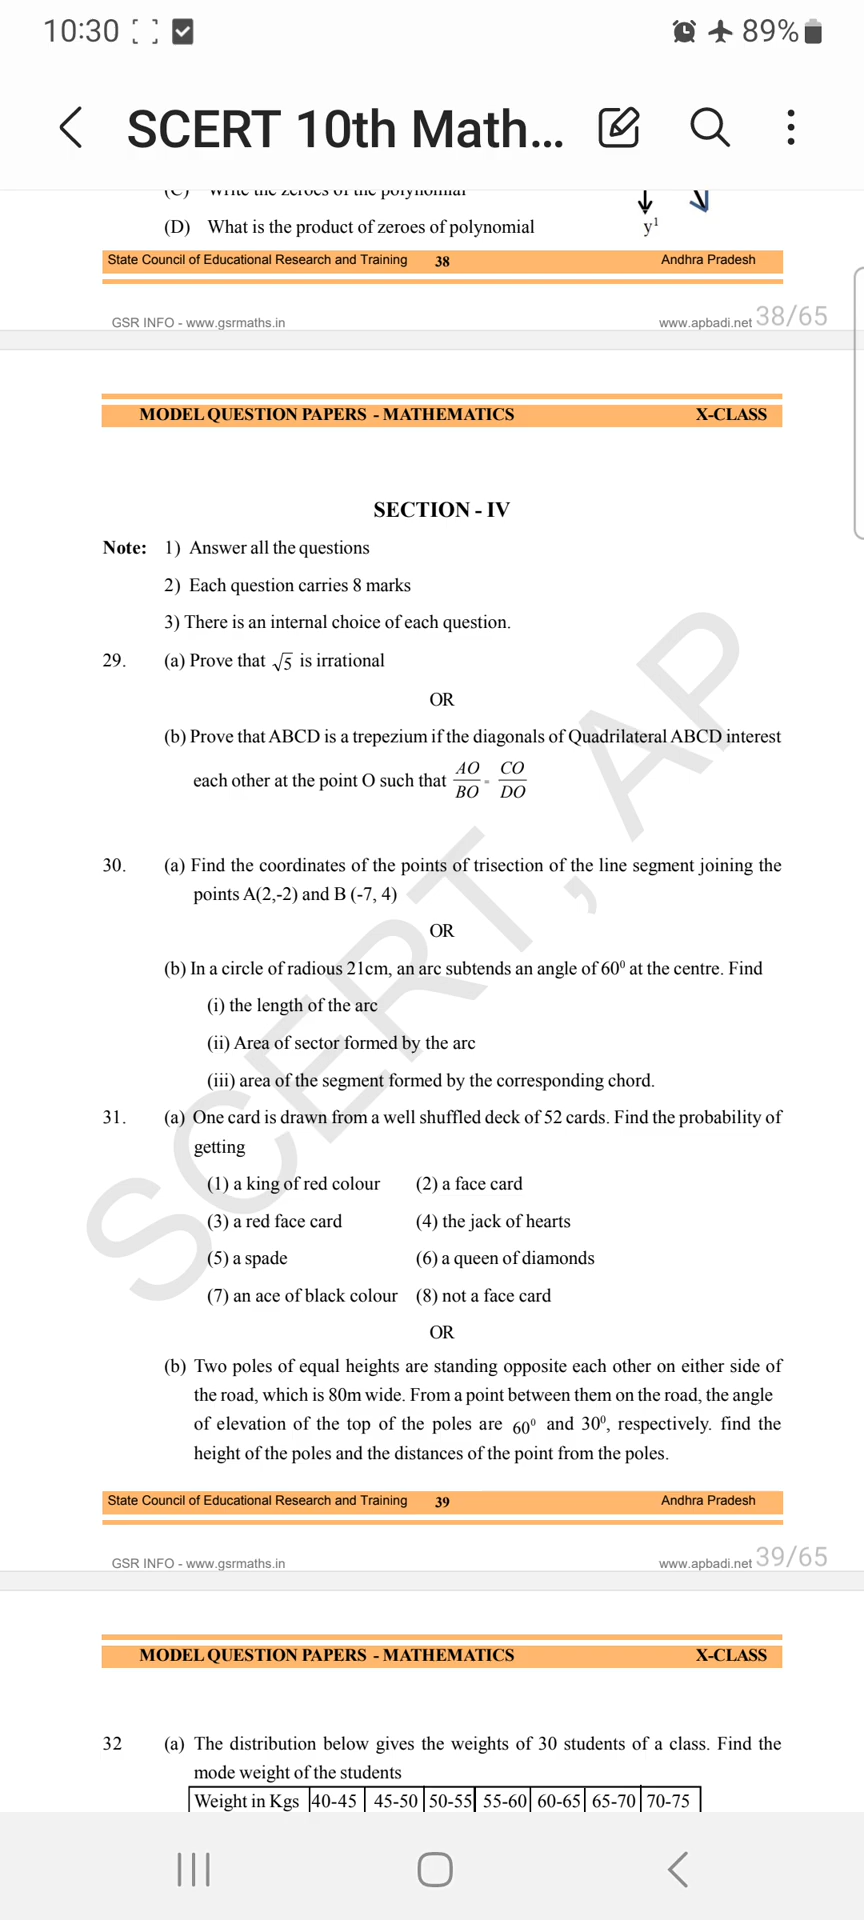 10:30
89%
SCERT 10th Math...
(C) Write the zeroes of the polynomial
(D) What is the product of zeroes of polynomial
y¹
State Council of Educational Research and Training 38 Andhra Pradesh
GSR INFO - www.gsrmaths.in www.apbadi.net 38/65
MODEL QUESTION PAPERS - MATHEMATICS X-CLASS
SECTION - IV
Note: 1) Answer all the questions
2) Each question carries 8 marks
3) There is an internal choice of each question.
29. (a) Prove that √5 is irrational
OR
(b) Prove that ABCD is a trepezium if the diagonals of Quadrilateral ABCD interest
each other at the point O such that AO/BO = CO/DO
30. (a) Find the coordinates of the points of trisection of the line segment joining the
points A(2,-2) and B (-7, 4)
OR
(b) In a circle of radious 21cm, an arc subtends an angle of 60⁰ at the centre. Find
(i) the length of the arc
(ii) Area of sector formed by the arc
(iii) area of the segment formed by the corresponding chord.
31. (a) One card is drawn from a well shuffled deck of 52 cards. Find the probability of
getting
(1) a king of red colour (2) a face card
(3) a red face card (4) the jack of hearts
(5) a spade (6) a queen of diamonds
(7) an ace of black colour (8) not a face card
OR
(b) Two poles of equal heights are standing opposite each other on either side of
the road, which is 80m wide. From a point between them on the road, the angle
of elevation of the top of the poles are 60⁰ and 30⁰, respectively. find the
height of the poles and the distances of the point from the poles.
SCERT, AP
State Council of Educational Research and Training 39 Andhra Pradesh
GSR INFO - www.gsrmaths.in www.apbadi.net 39/65
MODEL QUESTION PAPERS - MATHEMATICS X-CLASS
32 (a) The distribution below gives the weights of 30 students of a class. Find the
mode weight of the students
Weight in Kgs 40-45 45-50 50-55 55-60 60-65 65-70 70-75